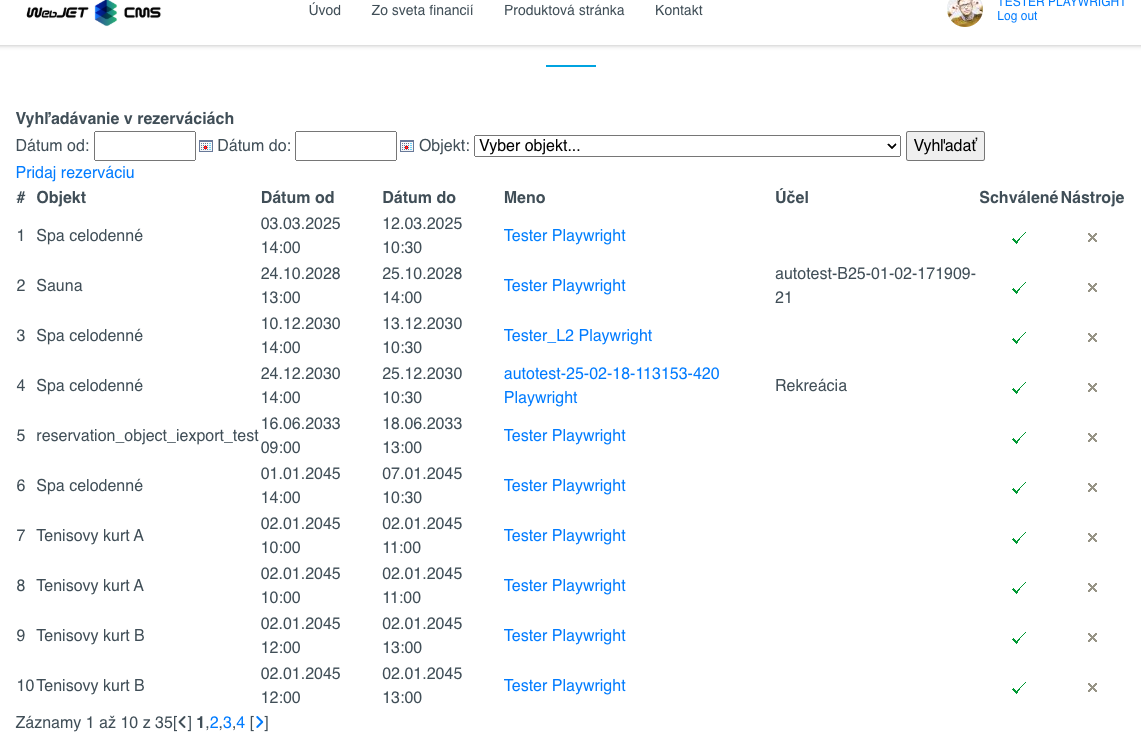 WebJET CMS Úvod Zo sveta financií Produktová stránka Kontakt TESTER PLAYWRIGHT
Log out
Vyhľadávanie v rezerváciách
Dátum od: Dátum do: Objekt: Vyber objekt... Vyhľadať
Pridaj rezerváciu
# Objekt Dátum od Dátum do Meno Účel Schválené Nástroje
1 Spa celodenné 03.03.2025 14:00 12.03.2025 10:30 Tester Playwright
2 Sauna 24.10.2028 13:00 25.10.2028 14:00 Tester Playwright autotest-B25-01-02-171909-21
3 Spa celodenné 10.12.2030 14:00 13.12.2030 10:30 Tester_L2 Playwright
4 Spa celodenné 24.12.2030 14:00 25.12.2030 10:30 autotest-25-02-18-113153-420 Playwright Rekreácia
5 reservation_object_iexport_test 16.06.2033 09:00 18.06.2033 13:00 Tester Playwright
6 Spa celodenné 01.01.2045 14:00 07.01.2045 10:30 Tester Playwright
7 Tenisovy kurt A 02.01.2045 10:00 02.01.2045 11:00 Tester Playwright
8 Tenisovy kurt A 02.01.2045 10:00 02.01.2045 11:00 Tester Playwright
9 Tenisovy kurt B 02.01.2045 12:00 02.01.2045 13:00 Tester Playwright
10 Tenisovy kurt B 02.01.2045 12:00 02.01.2045 13:00 Tester Playwright
Záznamy 1 až 10 z 35[<] 1,2,3,4 [>]